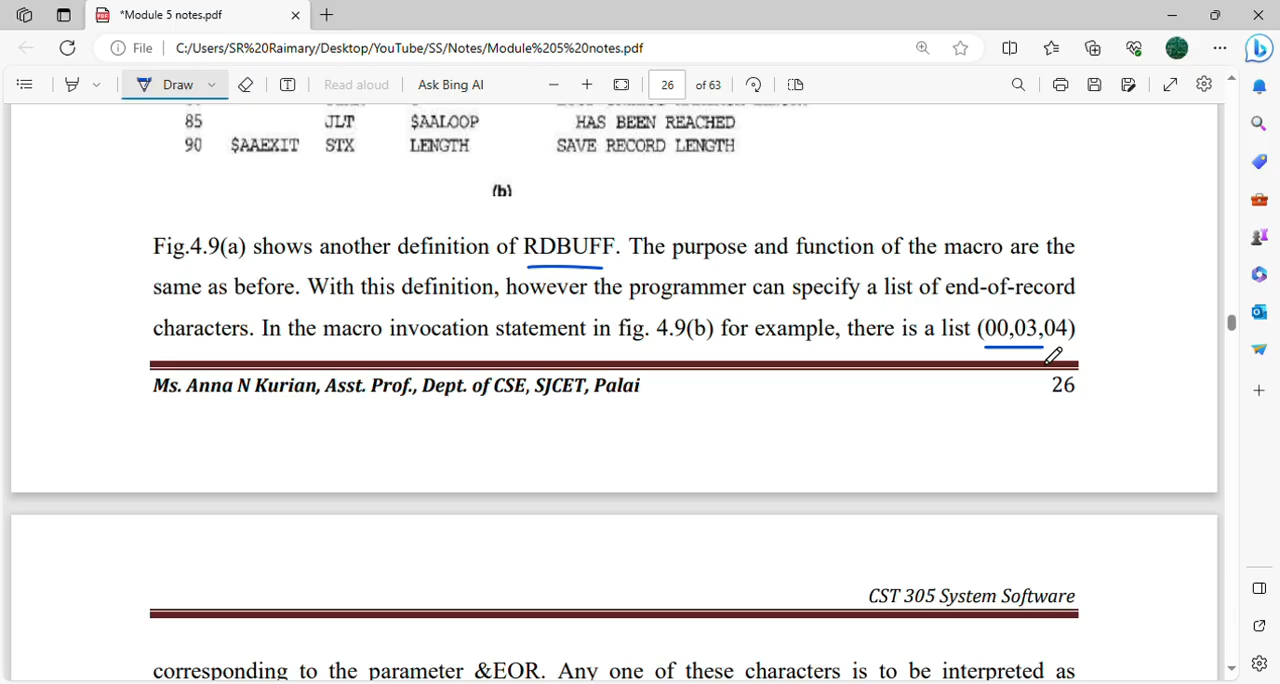 *Module 5 notes.pdf
File C:/Users/SR%20Raimary/Desktop/YouTube/SS/Notes/Module%205%20notes.pdf
Draw Read aloud Ask Bing AI 26 of 63
85 JLT $AALOOP HAS BEEN REACHED
90 $AAEXIT STX LENGTH SAVE RECORD LENGTH
(b)
Fig.4.9(a) shows another definition of RDBUFF. The purpose and function of the macro are the
same as before. With this definition, however the programmer can specify a list of end-of-record
characters. In the macro invocation statement in fig. 4.9(b) for example, there is a list (00,03,04)
Ms. Anna N Kurian, Asst. Prof., Dept. of CSE, SJCET, Palai 26
CST 305 System Software
corresponding to the parameter &EOR. Any one of these characters is to be interpreted as